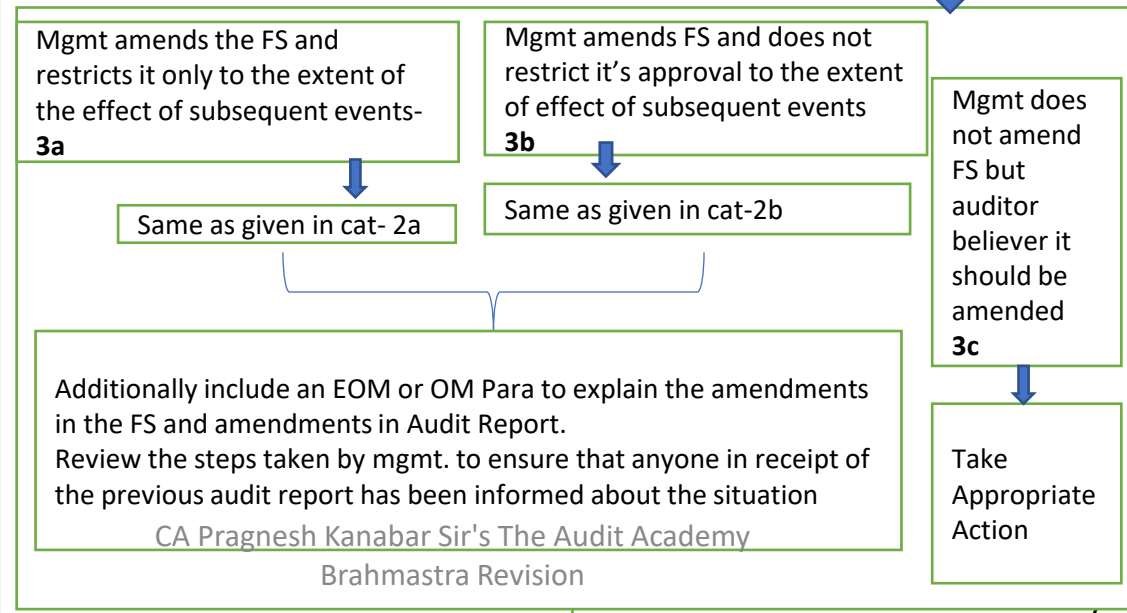 Mgmt amends the FS and
restricts it only to the extent of
the effect of subsequent events-
3a
Mgmt amends FS and does not
restrict it’s approval to the extent
of effect of subsequent events
3b
Mgmt does
not amend
FS but
auditor
believer it
should be
amended
3c
Same as given in cat- 2a
Same as given in cat-2b
Additionally include an EOM or OM Para to explain the amendments
in the FS and amendments in Audit Report.
Review the steps taken by mgmt. to ensure that anyone in receipt of
the previous audit report has been informed about the situation
Take
Appropriate
Action
CA Pragnesh Kanabar Sir's The Audit Academy
Brahmastra Revision